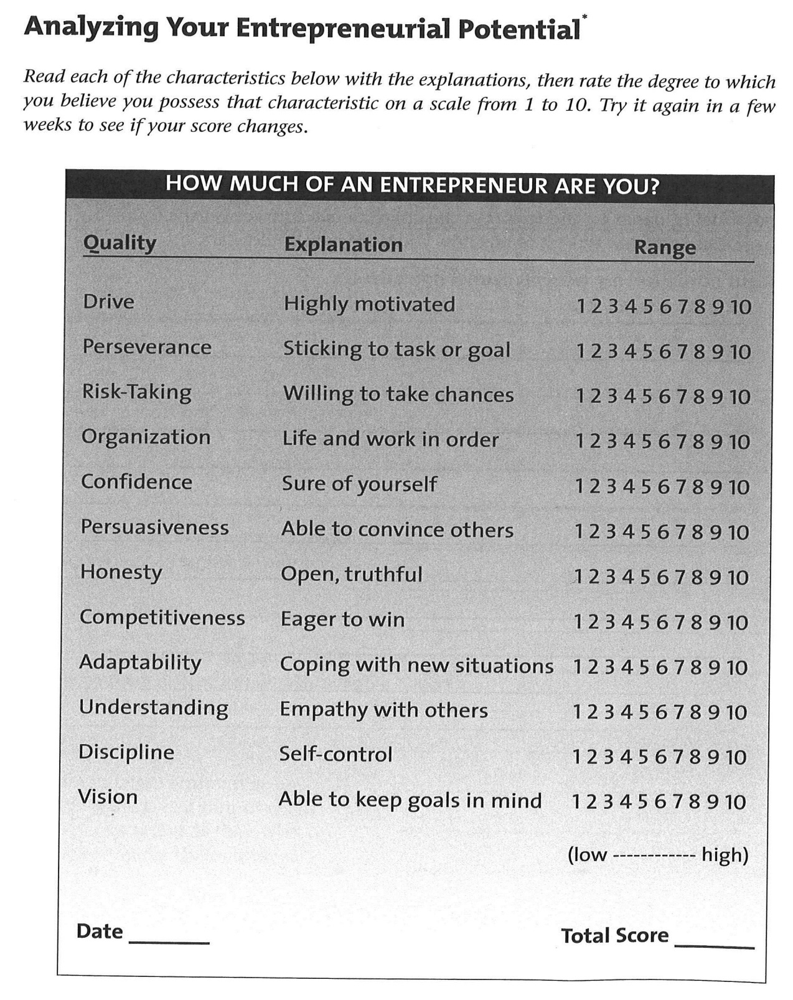 Analyzing Your Entrepreneurial Potential*
Read each of the characteristics below with the explanations, then rate the degree to which
you believe you possess that characteristic on a scale from 1 to 10. Try it again in a few
weeks to see if your score changes.
HOW MUCH OF AN ENTREPRENEUR ARE YOU?
Quality Explanation Range
Drive Highly motivated 1 2 3 4 5 6 7 8 9 10
Perseverance Sticking to task or goal 1 2 3 4 5 6 7 8 9 10
Risk-Taking Willing to take chances 1 2 3 4 5 6 7 8 9 10
Organization Life and work in order 1 2 3 4 5 6 7 8 9 10
Confidence Sure of yourself 1 2 3 4 5 6 7 8 9 10
Persuasiveness Able to convince others 1 2 3 4 5 6 7 8 9 10
Honesty Open, truthful 1 2 3 4 5 6 7 8 9 10
Competitiveness Eager to win 1 2 3 4 5 6 7 8 9 10
Adaptability Coping with new situations 1 2 3 4 5 6 7 8 9 10
Understanding Empathy with others 1 2 3 4 5 6 7 8 9 10
Discipline Self-control 1 2 3 4 5 6 7 8 9 10
Vision Able to keep goals in mind 1 2 3 4 5 6 7 8 9 10
(low ------------ high)
Date ______ Total Score ______